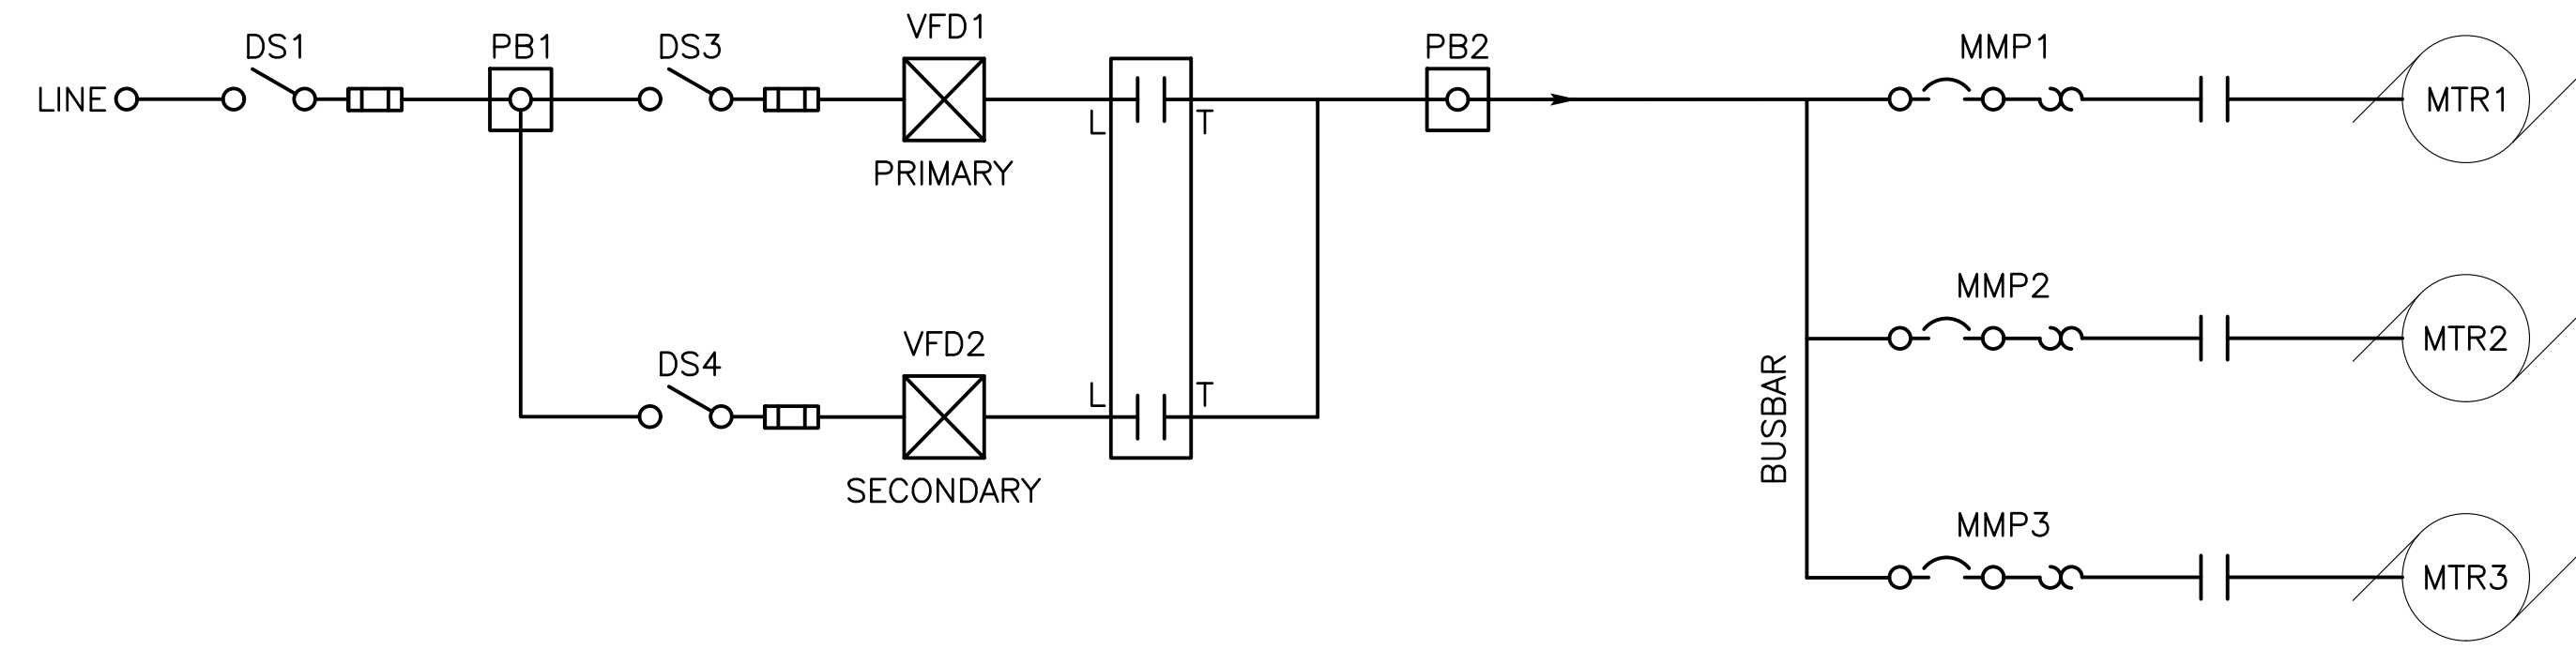 VFD1
DS1
PB1
DS3
PB2
MMP1
LINE
MTR1
L
T
PRIMARY
MMP2
VFD2
MTR2
DS4
L
T
BUSBAR
SECONDARY
MMP3
MTR3